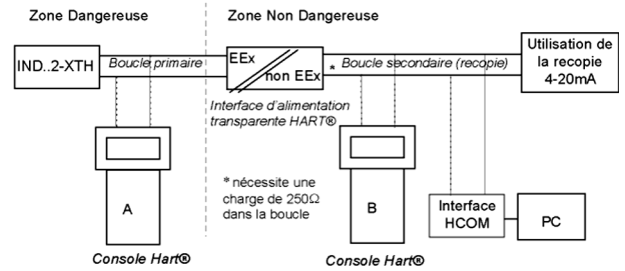 Zone Dangereuse
Zone Non Dangereuse
IND..2-XTH
Boucle primaire
EEx
non EEx
* Boucle secondaire (recopie)
Utilisation de
la recopie
4-20mA
Interface d'alimentation
transparente HART®
A
* nécessite une
charge de 250Ω
dans la boucle
B
Interface
HCOM
PC
Console Hart®
Console Hart®